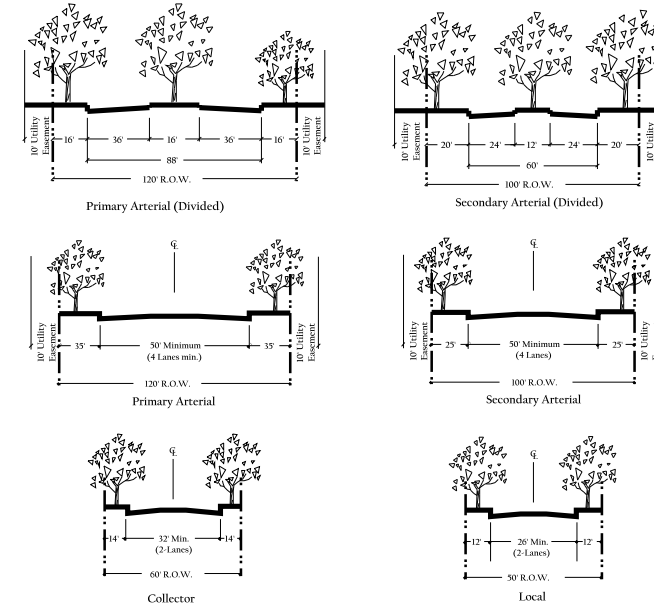 10' Utility
Easement
16'
36'
16'
36'
16'
10' Utility
Easement
88'
120' R.O.W.
Primary Arterial (Divided)
10' Utility
Easement
20'
24'
12'
24'
20'
10' Utility
60'
100' R.O.W.
Secondary Arterial (Divided)
℄
10' Utility
Easement
35'
50' Minimum
(4 Lanes min.)
35'
10' Utility
Easement
120' R.O.W.
Primary Arterial
℄
10' Utility
Easement
25'
50' Minimum
(4 Lanes)
25'
10' Utility
100' R.O.W.
Secondary Arterial
℄
14'
32' Min.
(2-Lanes)
14'
60' R.O.W.
Collector
℄
12'
26' Min.
(2-Lanes)
12'
50' R.O.W.
Local